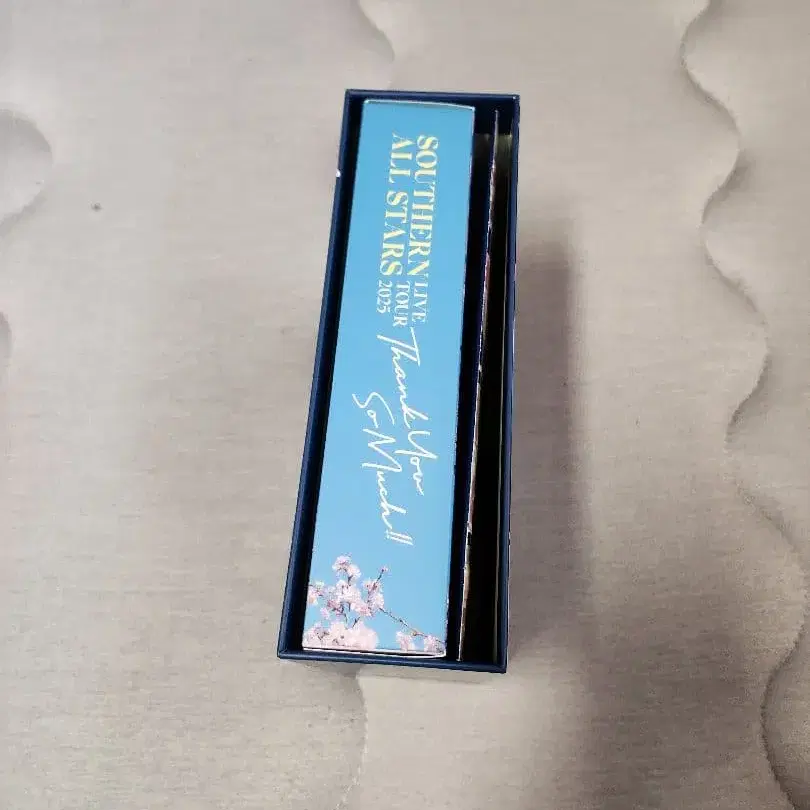 SOUTHERN
ALL STARS
LIVE
TOUR
2025
Thank You
So Much!!